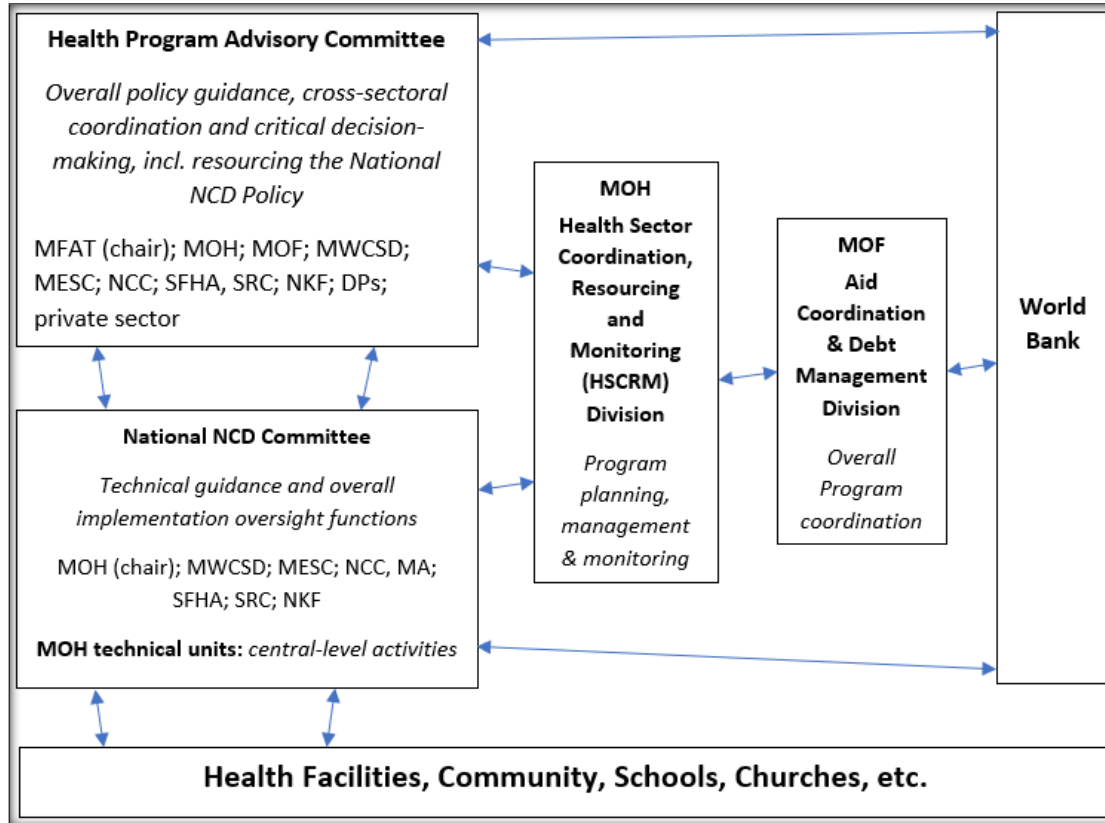 Health Program Advisory Committee
Overall policy guidance, cross-sectoral
coordination and critical decision-
making, incl. resourcing the National
NCD Policy
MFAT (chair); MOH; MOF; MWCSD;
MESC; NCC; SFHA, SRC; NKF; DPs;
private sector
National NCD Committee
Technical guidance and overall
implementation oversight functions
MOH (chair); MWCSD; MESC; NCC, MA;
SFHA; SRC; NKF
MOH technical units: central-level activities
MOH
Health Sector
Coordination,
Resourcing
and
Monitoring
(HSCRM)
Division
Program
planning,
management
& monitoring
MOF
Aid
Coordination
& Debt
Management
Division
Overall
Program
coordination
World
Bank
Health Facilities, Community, Schools, Churches, etc.